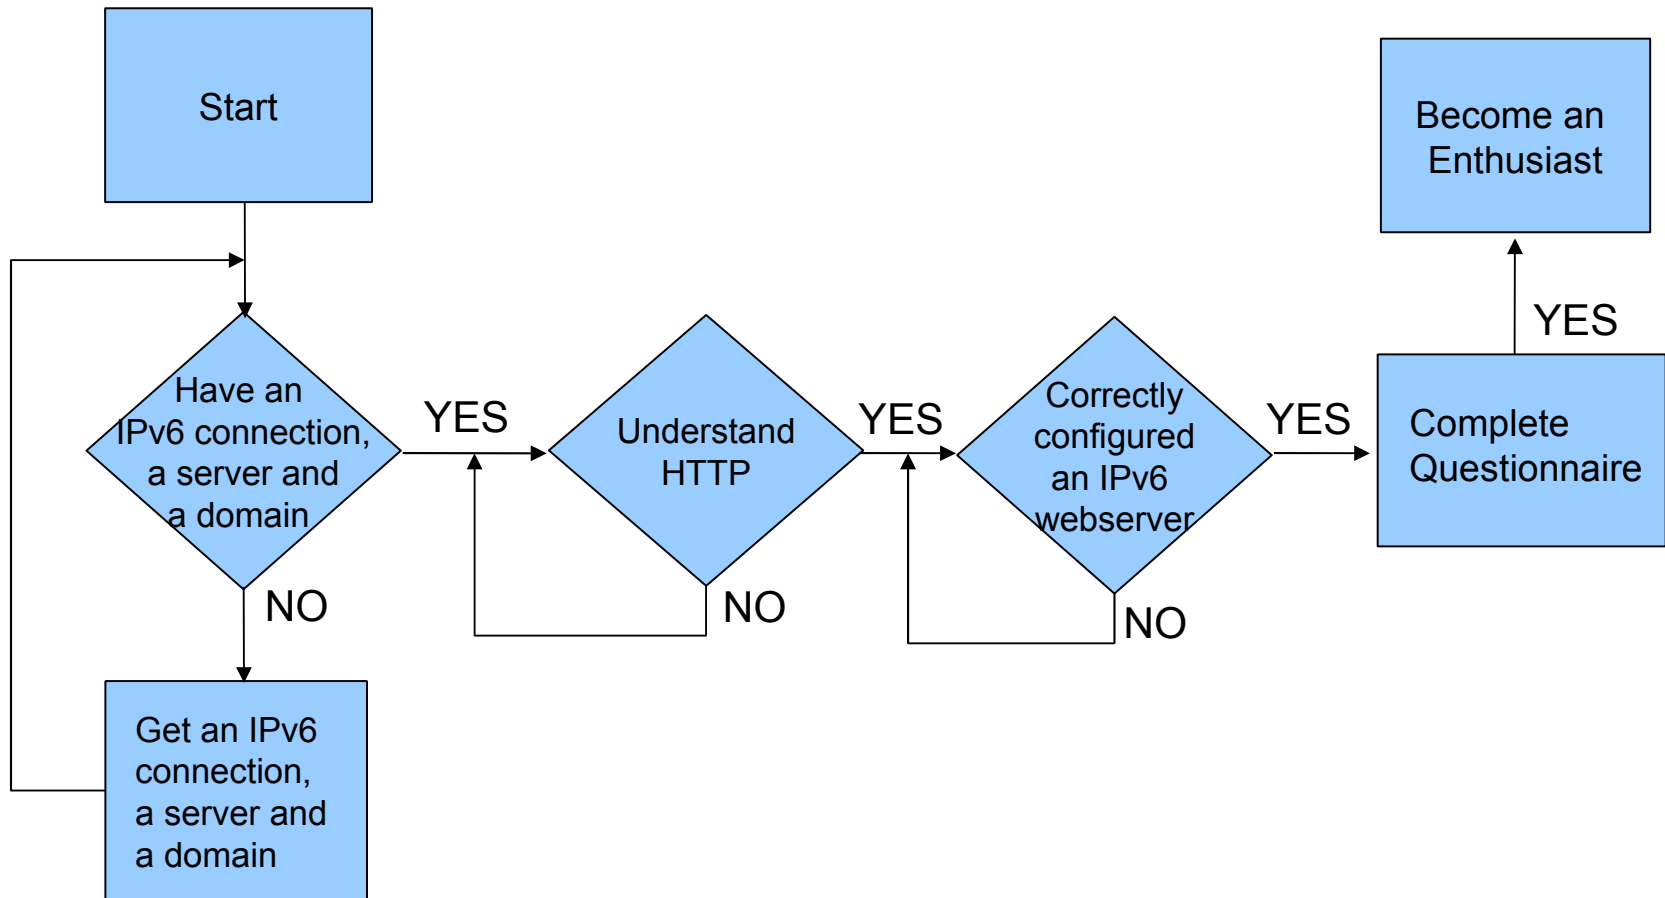 Start
Have an
IPv6 connection,
a server and
a domain
YES
NO
Get an IPv6
connection,
a server and
a domain
Understand
HTTP
YES
NO
Correctly
configured
an IPv6
webserver
YES
NO
Complete
Questionnaire
YES
Become an
Enthusiast